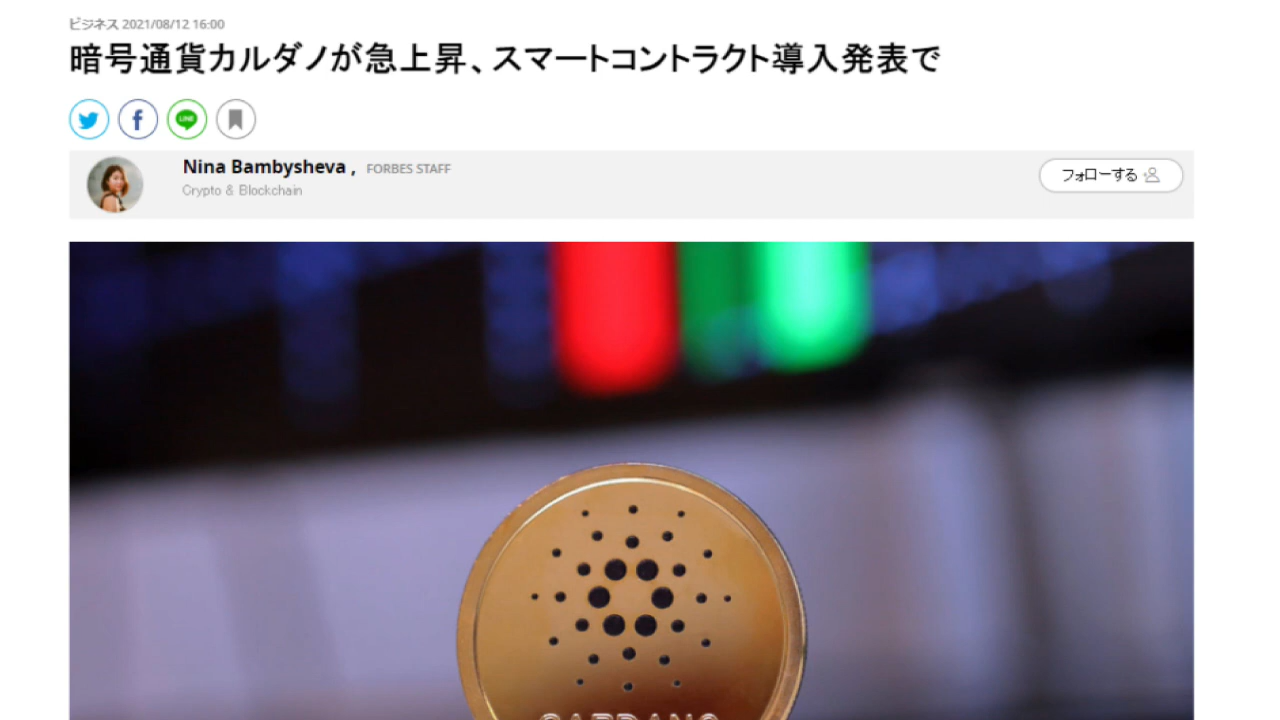 ビジネス 2021/08/12 16:00
暗号通貨カルダノが急上昇、スマートコントラクト導入発表で
LINE
Nina Bambysheva , FORBES STAFF
フォローする
Crypto & Blockchain
CARDANO